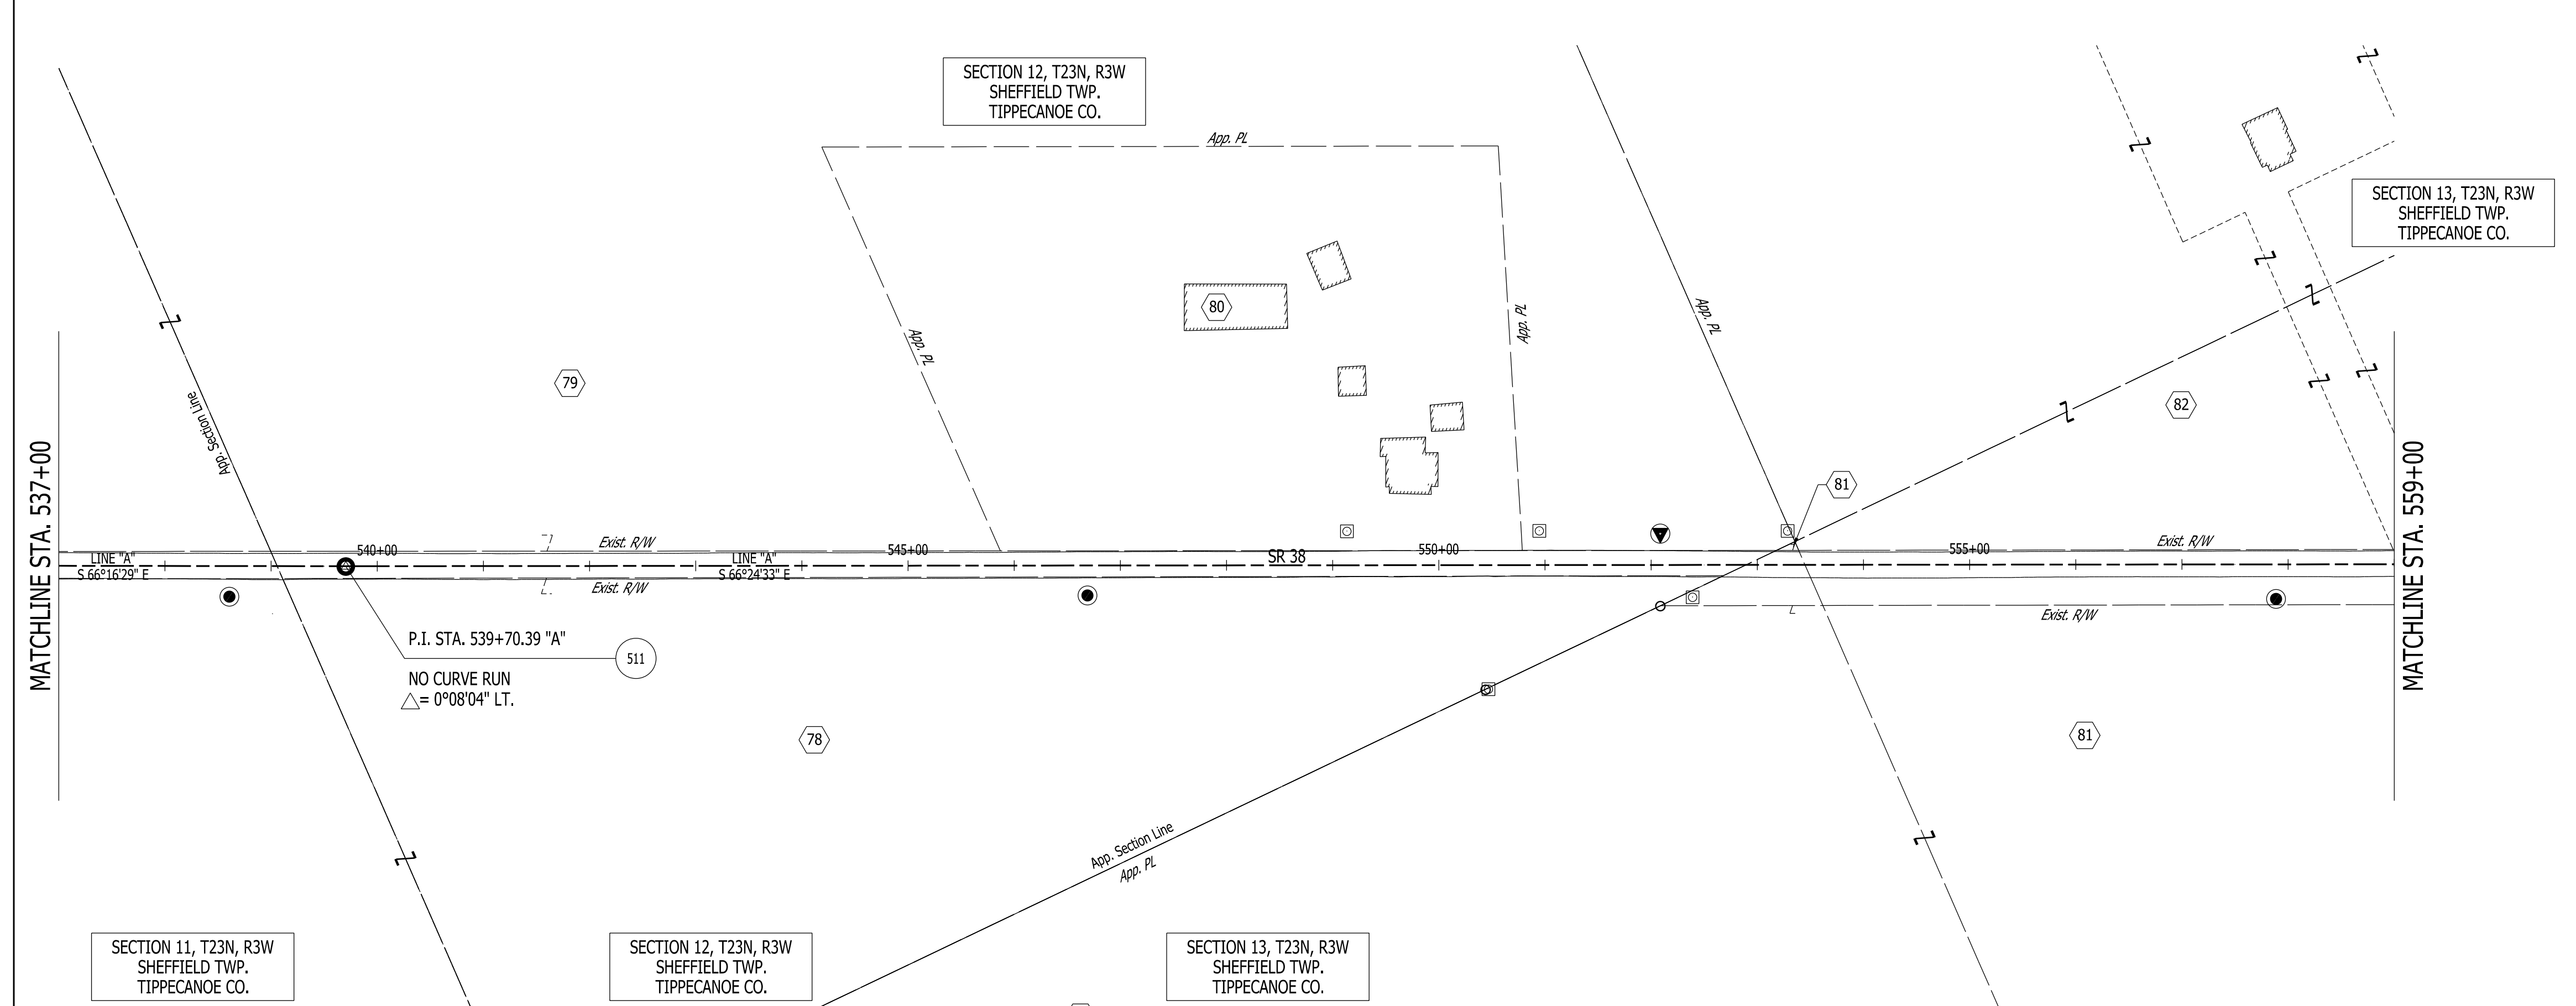 SECTION 12, T23N, R3W
SHEFFIELD TWP.
TIPPECANOE CO.
App. PL
SECTION 13, T23N, R3W
SHEFFIELD TWP.
TIPPECANOE CO.
80
App. PL
App. PL
App. PL
79
82
App. Section Line
MATCHLINE STA. 537+00
MATCHLINE STA. 559+00
81
Exist. R/W
Exist. R/W
540+00
545+00
550+00
555+00
LINE "A"
LINE "A"
SR 38
S 66°16'29" E
S 66°24'33" E
Exist. R/W
Exist. R/W
P.I. STA. 539+70.39 "A"
511
NO CURVE RUN
△= 0°08'04" LT.
78
81
App. Section Line
App. PL
SECTION 11, T23N, R3W
SHEFFIELD TWP.
TIPPECANOE CO.
SECTION 12, T23N, R3W
SHEFFIELD TWP.
TIPPECANOE CO.
SECTION 13, T23N, R3W
SHEFFIELD TWP.
TIPPECANOE CO.